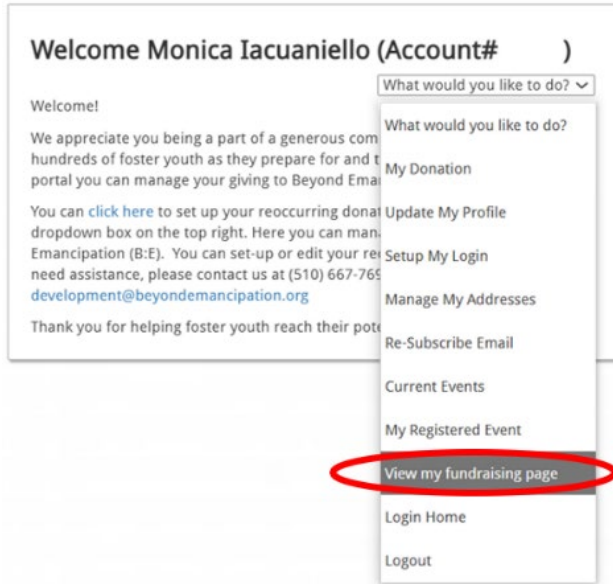 Welcome Monica Iacuaniello (Account# )
What would you like to do?
Welcome!
We appreciate you being a part of a generous com
hundreds of foster youth as they prepare for and t
portal you can manage your giving to Beyond Ema
You can click here to set up your reoccurring donat
dropdown box on the top right. Here you can man
Emancipation (B:E). You can set-up or edit your re
need assistance, please contact us at (510) 667-769
development@beyondemancipation.org
Thank you for helping foster youth reach their pote
What would you like to do?
My Donation
Update My Profile
Setup My Login
Manage My Addresses
Re-Subscribe Email
Current Events
My Registered Event
View my fundraising page
Login Home
Logout